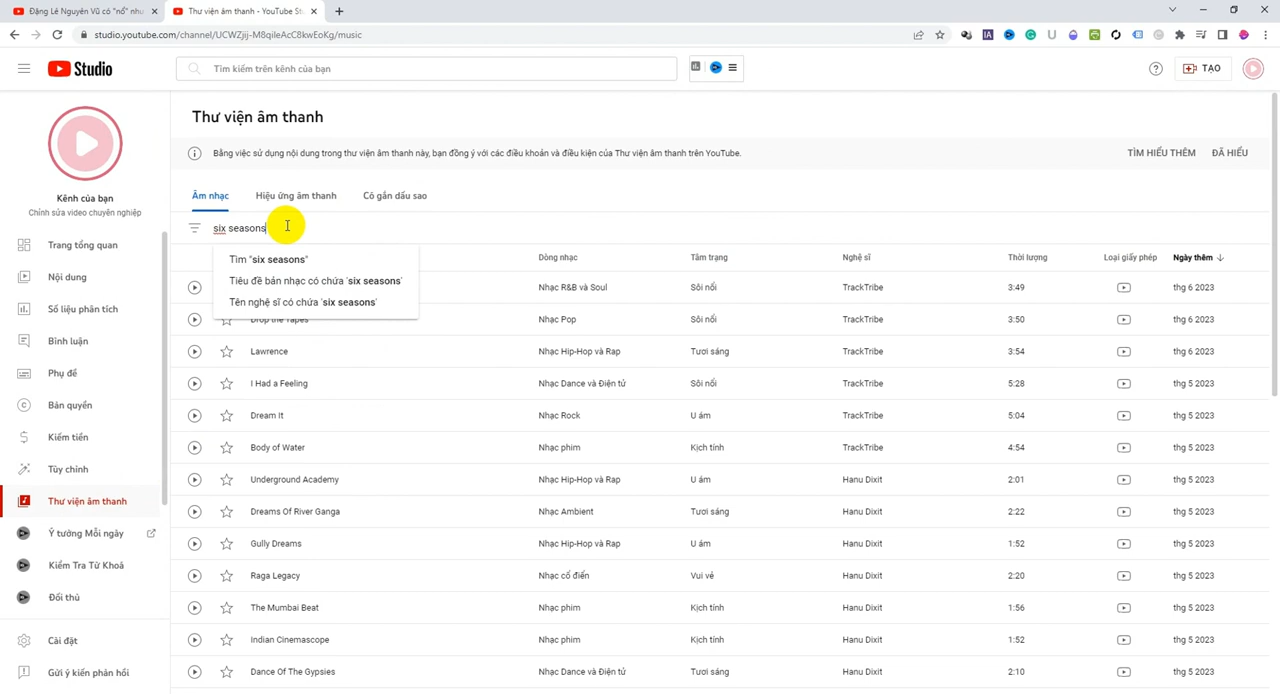 Đặng Lê Nguyên Vũ có "nổ" như
Thư viện âm thanh - YouTube Stu
studio.youtube.com/channel/UCWZjij-M8qileAcC8kwEoKg/music
Studio
Tìm kiếm trên kênh của bạn
TẠO
Kênh của bạn
Chỉnh sửa video chuyên nghiệp
Trang tổng quan
Nội dung
Số liệu phân tích
Bình luận
Phụ đề
Bản quyền
Kiếm tiền
Tùy chỉnh
Thư viện âm thanh
Ý tưởng Mỗi ngày
Kiểm Tra Từ Khoá
Đối thủ
Cài đặt
Gửi ý kiến phản hồi
Thư viện âm thanh
Bằng việc sử dụng nội dung trong thư viện âm thanh này, bạn đồng ý với các điều khoản và điều kiện của Thư viện âm thanh trên YouTube.
TÌM HIỂU THÊM ĐÃ HIỂU
Âm nhạc Hiệu ứng âm thanh Có gắn dấu sao
six seasons
Tìm "six seasons"
Tiêu đề bản nhạc có chứa 'six seasons'
Tên nghệ sĩ có chứa 'six seasons'
Dòng nhạc Tâm trạng Nghệ sĩ Thời lượng Loại giấy phép Ngày thêm
Nhạc R&B và Soul Sôi nổi TrackTribe 3:49 thg 6 2023
Drop the Tapes Nhạc Pop Sôi nổi TrackTribe 3:50 thg 6 2023
Lawrence Nhạc Hip-Hop và Rap Tươi sáng TrackTribe 3:54 thg 6 2023
I Had a Feeling Nhạc Dance và Điện tử Sôi nổi TrackTribe 5:28 thg 5 2023
Dream It Nhạc Rock U ám TrackTribe 5:04 thg 5 2023
Body of Water Nhạc phim Kịch tính TrackTribe 4:54 thg 5 2023
Underground Academy Nhạc Hip-Hop và Rap U ám Hanu Dixit 2:01 thg 5 2023
Dreams Of River Ganga Nhạc Ambient Tươi sáng Hanu Dixit 2:22 thg 5 2023
Gully Dreams Nhạc Hip-Hop và Rap U ám Hanu Dixit 1:52 thg 5 2023
Raga Legacy Nhạc cổ điển Vui vẻ Hanu Dixit 2:20 thg 5 2023
The Mumbai Beat Nhạc phim Kịch tính Hanu Dixit 1:56 thg 5 2023
Indian Cinemascope Nhạc phim Kịch tính Hanu Dixit 1:52 thg 5 2023
Dance Of The Gypsies Nhạc Dance và Điện tử Tươi sáng Hanu Dixit 2:10 thg 5 2023